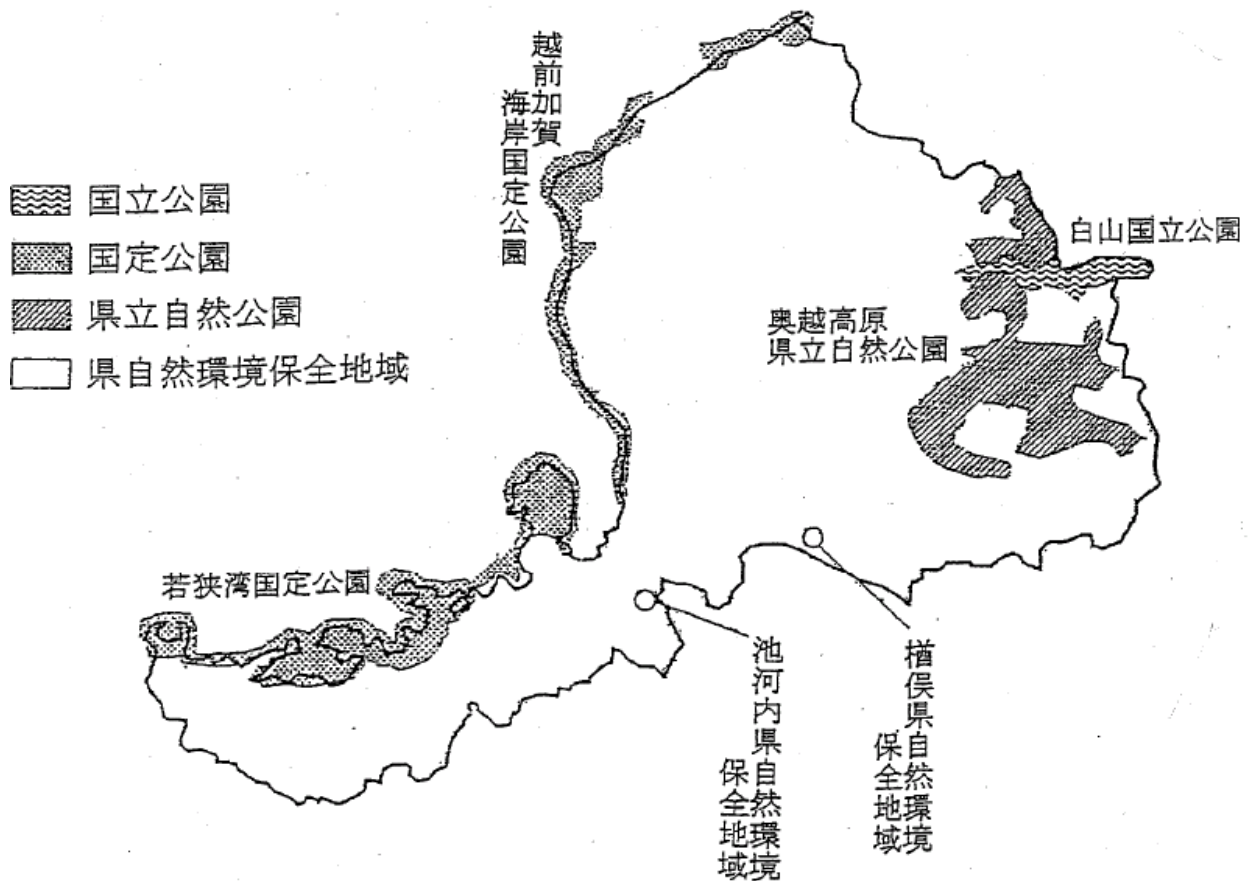 越前加賀
海岸国定公園
国立公園
国定公園
県立自然公園
県自然環境保全地域
白山国立公園
奥越高原
県立自然公園
若狭湾国定公園
楢俣県自然環境
保全地域
池河内県自然環境
保全地域